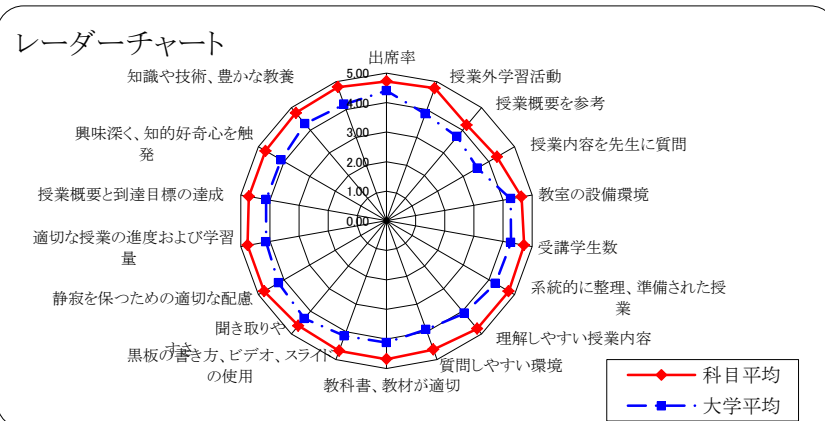 レーダーチャート
出席率
授業外学習活動
授業概要を参考
授業内容を先生に質問
教室の設備環境
受講学生数
系統的に整理、準備された授
業
理解しやすい授業内容
質問しやすい環境
教科書、教材が適切
黒板の書き方、ビデオ、スライド
の使用
聞き取りや
すさ
静寂を保つための適切な配慮
適切な授業の進度および学習
量
授業概要と到達目標の達成
興味深く、知的好奇心を触
発
知識や技術、豊かな教養
5.00
4.00
3.00
2.00
1.00
0.00
科目平均
大学平均